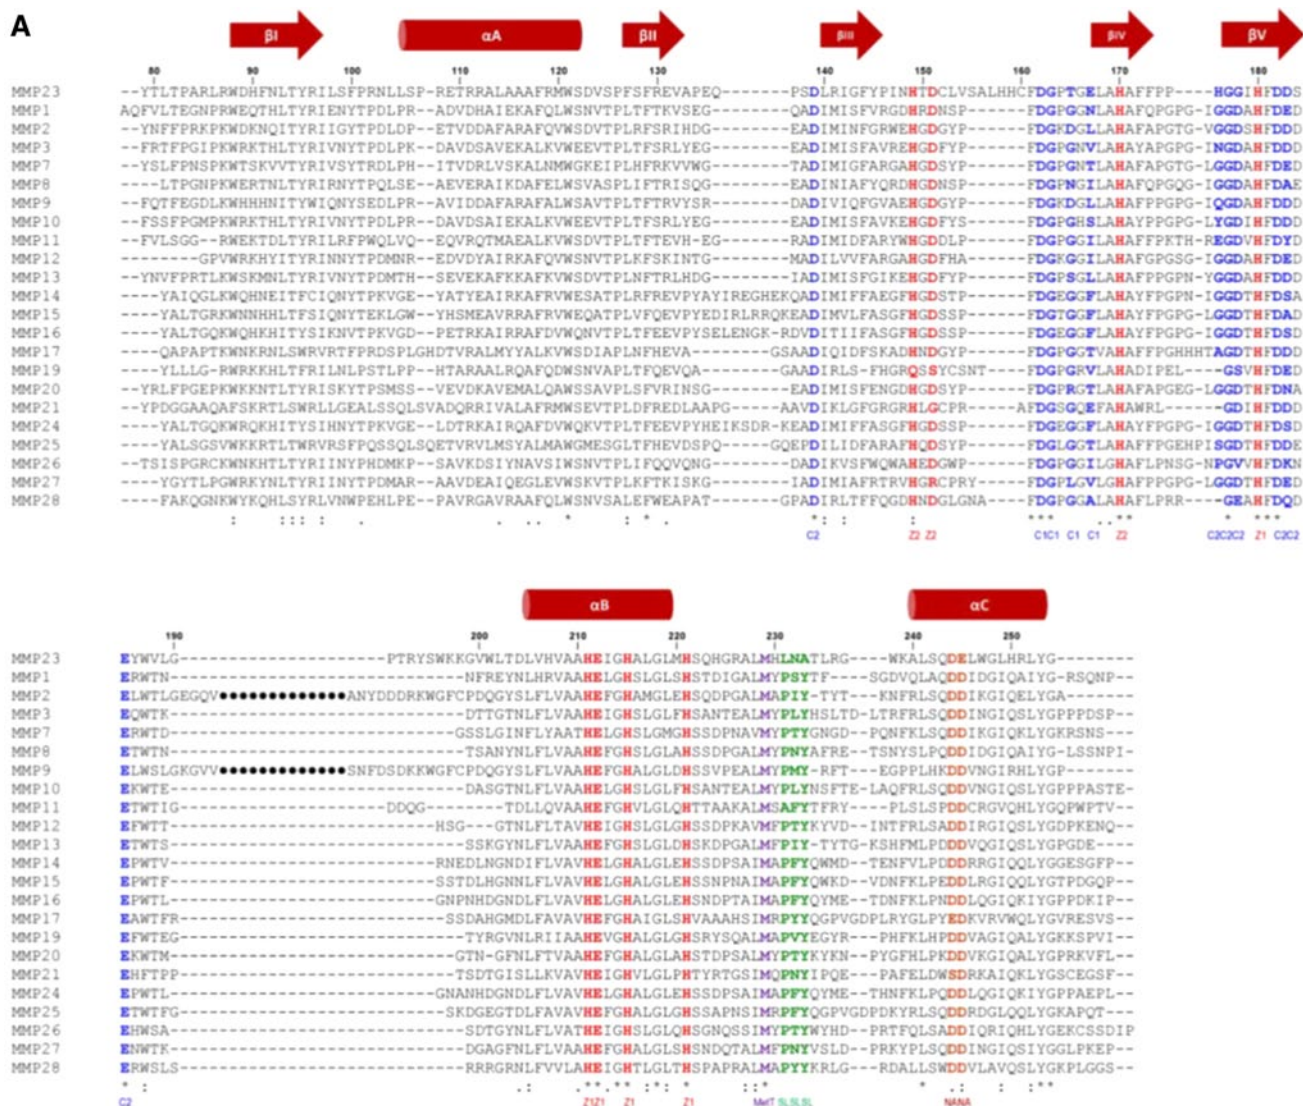 A
βI αA βII βIII βIV βV
80 90 100 110 120 130 140 150 160 170 180
MMP23 --YTLTPARLRWDHFNLTYRILSFPRNLLSP-RETRRALAAAFRMWSDVSPFSFREVAPEQ-------PSDLRIGFYPINHTDCLVSALHHCFDGPTGELAHAFFPP---HGGIHFDDS
MMP1 AQFVLTEGNPRWEQTHLTYRIENYTPDLPR--ADVDHAIEKAFQLWSNVTPLTFTKVSEG--------QADIMISFVRGDHRDNSP------FDGPGGNLAHAFQPGPG-IGGDAHFDED
MMP2 --YNFFPRKPKWDKNQITYRIIGYTPDLDP--ETVDDAFARAFQVWSDVTPLRFSRIHDG--------EADIMINFGRWEHGDGYP------FDGKDGLLAHAFAPGTG-VGGDSHFDDD
MMP3 --FRTFPGIPKWRKTHLTYRIVNYTPDLPK--DAVDSAVEKALKVWEEVTPLTFSRLYEG--------EADIMISFAVREHGDFYP------FDGPGNVLAHAYAPGPG-INGDAHFDDD
MMP7 --YSLFPNSPKWTSKVVTYRIVSYTRDLPH--ITVDRLVSKALNMWGKEIPLHFRKVVWG--------TADIMIGFARGAHGDSYP------FDGPGNTLAHAFAPGTG-LGGDAHFDED
MMP8 ----LTPGNPKWERTNLTYRIRNYTPQLSE--AEVERAIKDAFELWSVASPLIFTRISQG--------EADINIAFYQRDHGDNSP------FDGPNGILAHAFQPGQG-IGGDAHFDAE
MMP9 --FQTFEGDLKWHHHNITYWIQNYSEDLPR--AVIDDAFARAFALWSAVTPLTFTRVYSR--------DADIVIQFGVAEHGDGYP------FDGKDGLLAHAFPPGPG-IQGDAHFDDD
MMP10 --FSSFPGMPKWRKTHLTYRIVNYTPDLPR--DAVDSAIEKALKVWEEVTPLTFSRLYEG--------EADIMISFAVKEHGDFYS------FDGPGHSLAHAYPPGPG-LYGDIHFDDD
MMP11 --FVLSGG--RWEKTDLTYRILRFPWQLVQ--EQVRQTMAEALKVWSDVTPLTFTEVH-EG-------RADIMIDFARYWHGDDLP------FDGPGGILAHAFFPKTH-REGDVHFDYD
MMP12 --------GPVWRKHYITYRINNYTPDMNR--EDVDYAIRKAFQVWSNVTPLKFSKINTG--------MADILVVFARGAHGDFHA------FDGKGGILAHAFGPGSG-IGGDAHFDED
MMP13 --YNVFPRTLKWSKMNLTYRIVNYTPDMTH--SEVEKAFKKAFKVWSDVTPLNFTRLHDG--------IADIMISFGIKEHGDFYP------FDGPSGLLAHAFPPGPN-YGGDAHFDDD
MMP14 ---YAIQGLKWQHNEITFCIQNYTPKVGE--YATYEAIRKAFRVWESATPLRFREVPYAYIREGHEKQADIMIFFAEGFHGDSTP------FDGEGGFLAHAYFPGPN-IGGDTHFDSA
MMP15 ---YALTGRKWNNHHLTFSIQNYTEKLGW--YHSMEAVRRAFRVWEQATPLVFQEVPYEDIRLRRQKEADIMVLFASGFHGDSSP------FDGTGGFLAHAYFPGPG-LGGDTHFDAD
MMP16 ---YALTGQKWQHKHITYSIKNVTPKVGD--PETRKAIRRAFDVWQNVTPLTFEEVPYSELENGK-RDVDITIIFASGFHGDSSP------FDGEGGFLAHAYFPGPG-IGGDTHFDSD
MMP17 ---QAPAPTKWNKRNLSWRVRTFPRDSPLGHDTVRALMYYALKVWSDIAPLNFHEVA------GSAADIQIDFSKADHNDGYP------FDGPGGTVAHAFFPGHHHTAGDTHFDDD
MMP19 ---YLLLG-RWRKKHLTFRILNLPSTLPP--HTARAALRQAFQDWSNVAPLTFQEVQA--------GAADIRLS-FHGRQSSYCSNT----FDGPGRVLAHADIPEL---GSVHFDED
MMP20 --YRLFPGEPKWKKNTLTYRISKYTPSMSS--VEVDKAVEMALQAWSSAVPLSFVRINSG--------EADIMISFENGDHGDSYP------FDGPRGTLAHAFAPGEG-LGGDTHFDNA
MMP21 --YPDGGAAQAFSKRTLSWRLLGEALSSQLSVADQRRIVALAFRMWSEVTPLDFREDLAAPG----AAVDIKLGFGRGRHLGCPR-----AFDGSGQEFAHAWRL-----GDIHFDDD
MMP24 ---YALTGQKWRQKHITYSIHNYTPKVGE--LDTRKAIRQAFDVWQKVTPLTFEEVPYHEIKSDR-KEADIMIFFASGFHGDSSP------FDGEGGFLAHAYFPGPG-IGGDTHFDSD
MMP25 ---YALSGSVWKKRTLTWRVRSFPQSSQLSQETVRVLMSYALMAWGMESGLTFHEVDSPQ----GQEPDILIDFARAFHQDSYP------FDGLGGTLAHAFFPGEHPISGDTHFDDE
MMP26 --TSISPGRCKWNKHTLTYRIINYPHDMKP--SAVKDSIYNAVSIWSNVTPLIFQQVQNG--------DADIKVSFWQWAHEDGWP------FDGPGGILGHAFLPNSG-NPGVVHFDKN
MMP27 ---YGYTLPGWRKYNLTYRIINYTPDMAR--AAVDEAIQEGLEVWSKVTPLKFTKISKG--------IADIMIAFRTRVHGRCPRY-----FDGPLGVLGHAFPPGPG-LGGDTHFDED
MMP28 ---FAKQGNKWYKQHLSYRLVNWPEHLPE--PAVRGAVRAAFQLWSNVSALEFWEAPAT-------GPADIRLTFFQGDHNDGLGNA----FDGPGGALAHAFLPRR---GEAHFDQD
C2 Z2 Z2 C1C1 C1 C1 Z2 C2C2C2 Z1 C2C2
αB αC
190 200 210 220 230 240 250
MMP23 EYWVLG---------------------PTRYSWKKGVWLTDLVHVAAHEIGHALGLMHSQHGRALMHLNATLRG----WKALSQDELWGLHRLYG--------
MMP1 ERWTN------------------------------NFREYNLHRVAAHELGHSLGLSHSTDIGALMYPSYTF---SGDVQLAQDDIDGIQAIYG-RSQNP--
MMP2 ELWTLGEGQV•••••••••••••ANYDDDRKWGFCPDQGYSLFLVAAHEFGHAMGLEHSQDPGALMAPIY-TYT--KNFRLSQDDIKGIQELYGA-------
MMP3 EQWTK------------------------------DTTGTNLFLVAAHEIGHSLGLFHSANTEALMYPLYHSLTD-LTRFRLSQDDINGIQSLYGPPPDSP--
MMP7 ERWTD-----------------------------GSSLGINFLYAATHELGHSLGMGHSSDPNAVMYPTYGNGD--PQNFKLSQDDIKGIQKLYGKRSNS---
MMP8 ETWTN------------------------------TSANYNLFLVAAHEFGHSLGLAHSSDPGALMYPNYAFRE--TSNYSLPQDDIDGIQAIYG-LSSNPI--
MMP9 ELWSLGKGVV•••••••••••••SNFDSDKKWGFCPDQGYSLFLVAAHEFGHALGLDHSSVPEALMYPMY-RFT--EGPPLHKDDVNGIRHLYGP--------
MMP10 EKWTE------------------------------DASGTNLFLVAAHELGHSLGLFHSANTEALMYPLYNSFTE-LAQFRLSQDDVNGIQSLYGPPPASTE--
MMP11 ETWTIG---------------------DDQG--------TDLLQVAAHEFGHVLGLQHTTAAKALMSAFYTFRY----PLSLSPDDCRGVQHLYGQPWPTV--
MMP12 EFWTT---------------------------HSG---GTNLFLTAVHEIGHSLGLGHSSDPKAVMFPTYKYVD--INTFRLSADDIRGIQSLYGDPKENQ--
MMP13 ETWTS------------------------------SSKGYNLFLVAAHEFGHSLGLDHSKDPGALMFPIY-TYTG-KSHFMLPDDDVQGIQSLYGPGDE----
MMP14 EPWTV---------------------------RNEDLNGNDIFLVAVHELGHALGLEHSSDPSAIMAPFYQWMD--TENFVLPDDDRRGIQQLYGGESGFP--
MMP15 EPWTF---------------------------SSTDLHGNNLFLVAVHELGHALGLEHSSNPNAIMAPFYQWKD--VDNFKLPEDDLRGIQQLYGTPDGQP--
MMP16 EPWTL---------------------------GNPNHDGNDLFLVAVHELGHALGLEHSNDPTAIMAPFYQYME--TDNFKLPNDDLQGIQKIYGPPDKIP--
MMP17 EAWTFR----------------------------SSDAHGMDLFAVAVHEFGHAIGLSHVAAAHSIMRPYYQGPVGDPLRYGLPYEDKVRVWQLYGVRESVS--
MMP19 EFWTEG-----------------------------TYRGVNLRIIAAHEVGHALGLGHSRYSQALMAPVYEGYR--PHFKLHPDDVAGIQALYGKKSPVI--
MMP20 EKWTM-----------------------------GTN-GFNLFTVAAHEFGHALGLAHSTDPSALMYPTYKYKN--PYGFHLPKDDVKGIQALYGPRKVFL--
MMP21 EHFTPP----------------------------TSDTGISLLKVAVHEIGHVLGLPHTYRTGSIMQPNYIPQE--PAFELDWSDRKAIQKLYGSCEGSF--
MMP24 EPWTL---------------------------GNANHDGNDLFLVAVHELGHALGLEHSSDPSAIMAPFYQYME--THNFKLPQDDLQGIQKIYGPPAEPL--
MMP25 ETWTFG----------------------------SKDGEGTDLFAVAVHEFGHALGLGHSSAPNSIMRPFYQGPVGDPDKYRLSQDDRDGLQQLYGKAPQT--
MMP26 EHWSA------------------------------SDTGYNLFLVATHEIGHSLGLQHSGNQSSIMYPTYWYHD--PRTFQLSADDIQRIQHLYGEKCSSDIP
MMP27 ENWTK------------------------------DGAGFNLFLVAAHEFGHALGLSHSNDQTALMFPNYVSLD--PRKYPLSQDDINGIQSIYGGLPKEP--
MMP28 ERWSLS-----------------------------RRRGRNLFVVLAHEIGHTLGLTHSPAPRALMAPYYKRLG--RDALLSWDDVLAVQSLYGKPLGGS--
C2 Z1Z1 Z1 Z1 MetT SLSLSL NANA